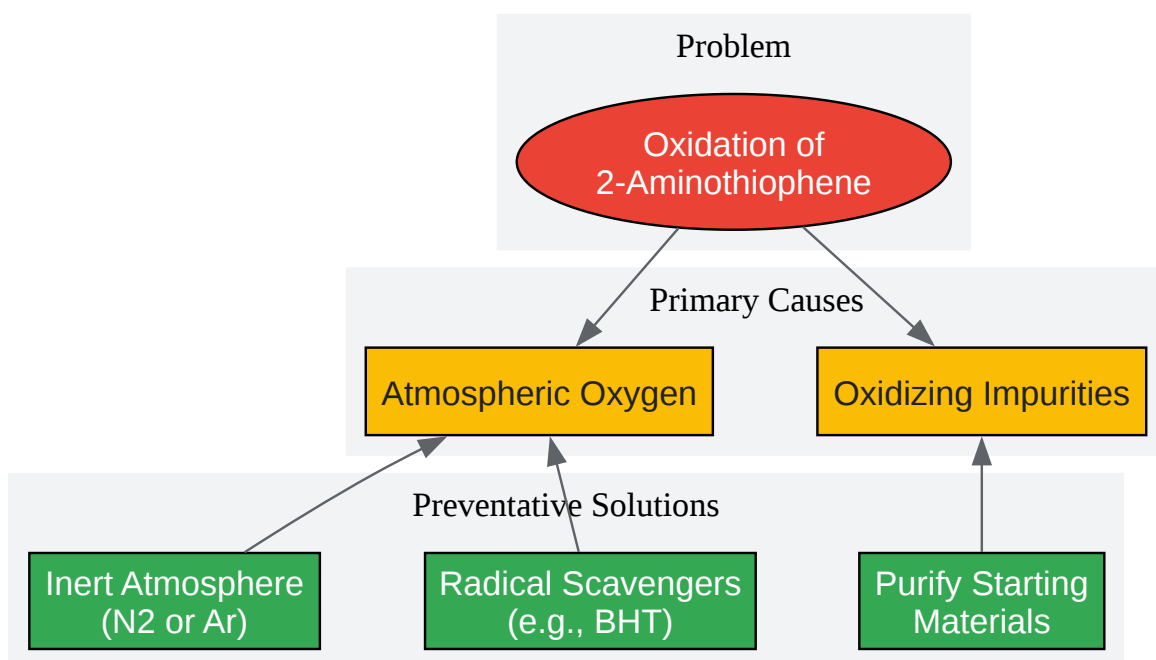 Problem
Oxidation of
2-Aminothiophene
Primary Causes
Atmospheric Oxygen
Oxidizing Impurities
Preventative Solutions
Inert Atmosphere
(N2 or Ar)
Radical Scavengers
(e.g., BHT)
Purify Starting
Materials